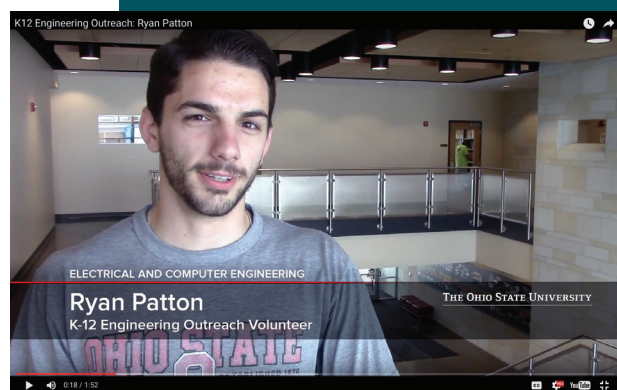 K12 Engineering Outreach: Ryan Patton
ELECTRICAL AND COMPUTER ENGINEERING
Ryan Patton
THE OHIO STATE UNIVERSITY
K-12 Engineering Outreach Volunteer
OHIO STATE
0:18 / 1:52
CC
YouTube